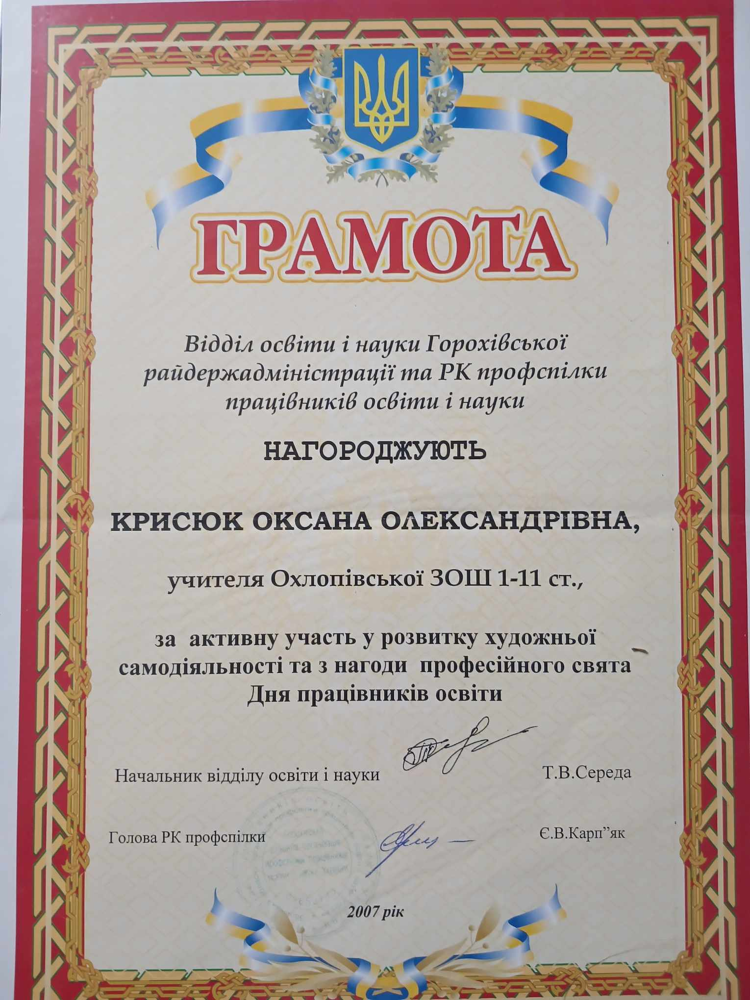 ГРАМОТА
Відділ освіти і науки Горохівської
райдержадміністрації та РК профспілки
працівників освіти і науки
НАГОРОДЖУЮТЬ
КРИСЮК ОКСАНА ОЛЕКСАНДРІВНА,
учителя Охлопівської ЗОШ 1-11 ст.,
за активну участь у розвитку художньої
самодіяльності та з нагоди професійного свята
Дня працівників освіти
Начальник відділу освіти і науки Т.В.Середа
Голова РК профспілки Є.В.Карп”як
2007 рік